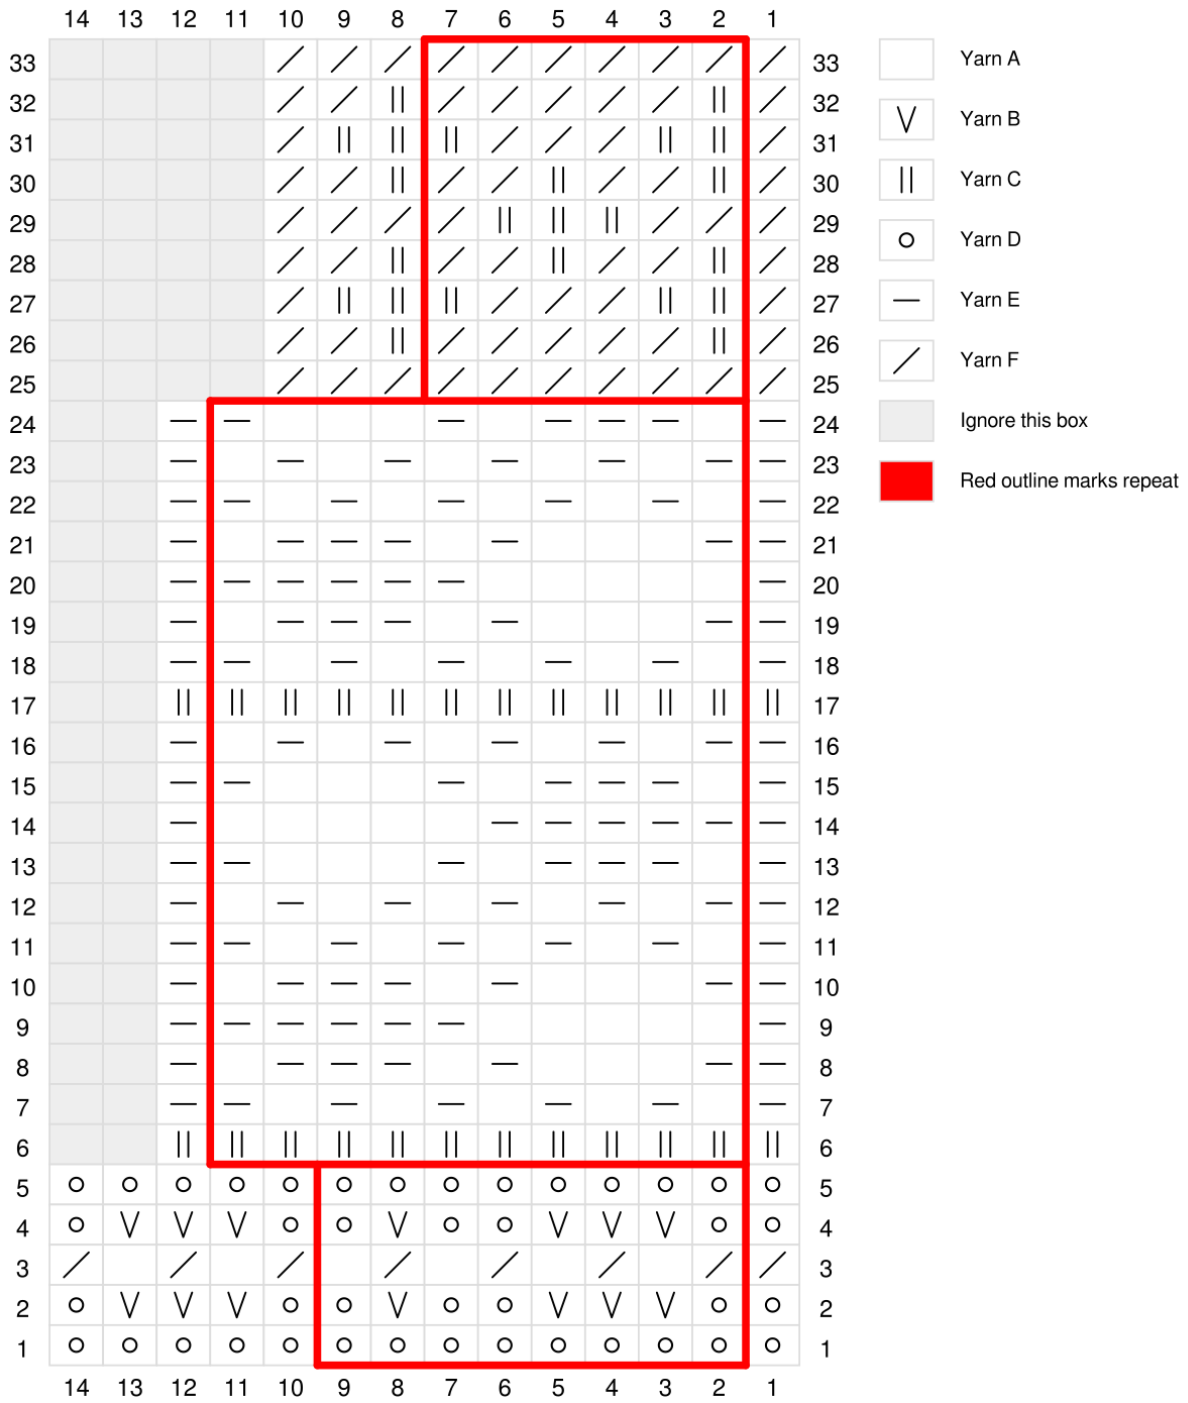 14 13 12 11 10 9 8 7 6 5 4 3 2 1
33 33 Yarn A
32 32
31 31 V Yarn B
30 30 Yarn C
29 29 Yarn D
28 28
27 27 Yarn E
26 26
25 25 Yarn F
24 24 Ignore this box
23 23 Red outline marks repeat
22 22
21 21
20 20
19 19
18 18
17 17
16 16
15 15
14 14
13 13
12 12
11 11
10 10
9 9
8 8
7 7
6 6
5 5
4 V V V V V V V 4
3 3
2 V V V V V V V 2
1 1
14 13 12 11 10 9 8 7 6 5 4 3 2 1